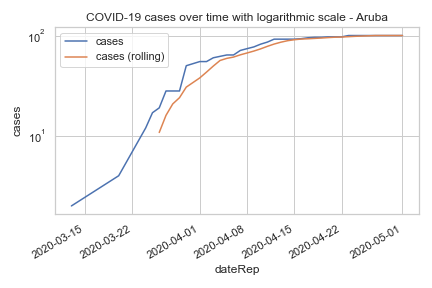 COVID-19 cases over time with logarithmic scale - Aruba
cases
cases (rolling)
10²
10¹
cases
2020-03-15
2020-03-22
2020-04-01
2020-04-08
2020-04-15
2020-04-22
2020-05-01
dateRep